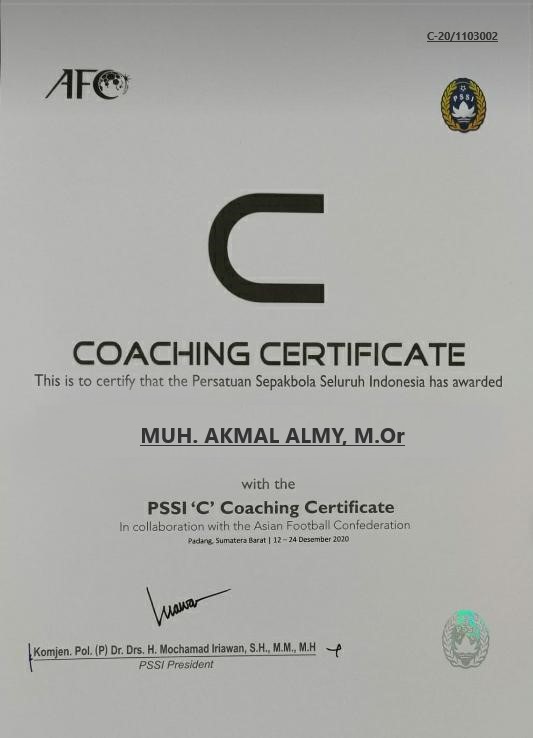 C-20/1103002
AFC
PSSI
C
COACHING CERTIFICATE
This is to certify that the Persatuan Sepakbola Seluruh Indonesia has awarded
MUH. AKMAL ALMY, M.Or
with the
PSSI ‘C’ Coaching Certificate
In collaboration with the Asian Football Confederation
Padang, Sumatera Barat | 12 – 24 Desember 2020
Komjen. Pol. (P) Dr. Drs. H. Mochamad Iriawan, S.H., M.M., M.H
PSSI President
PSSI